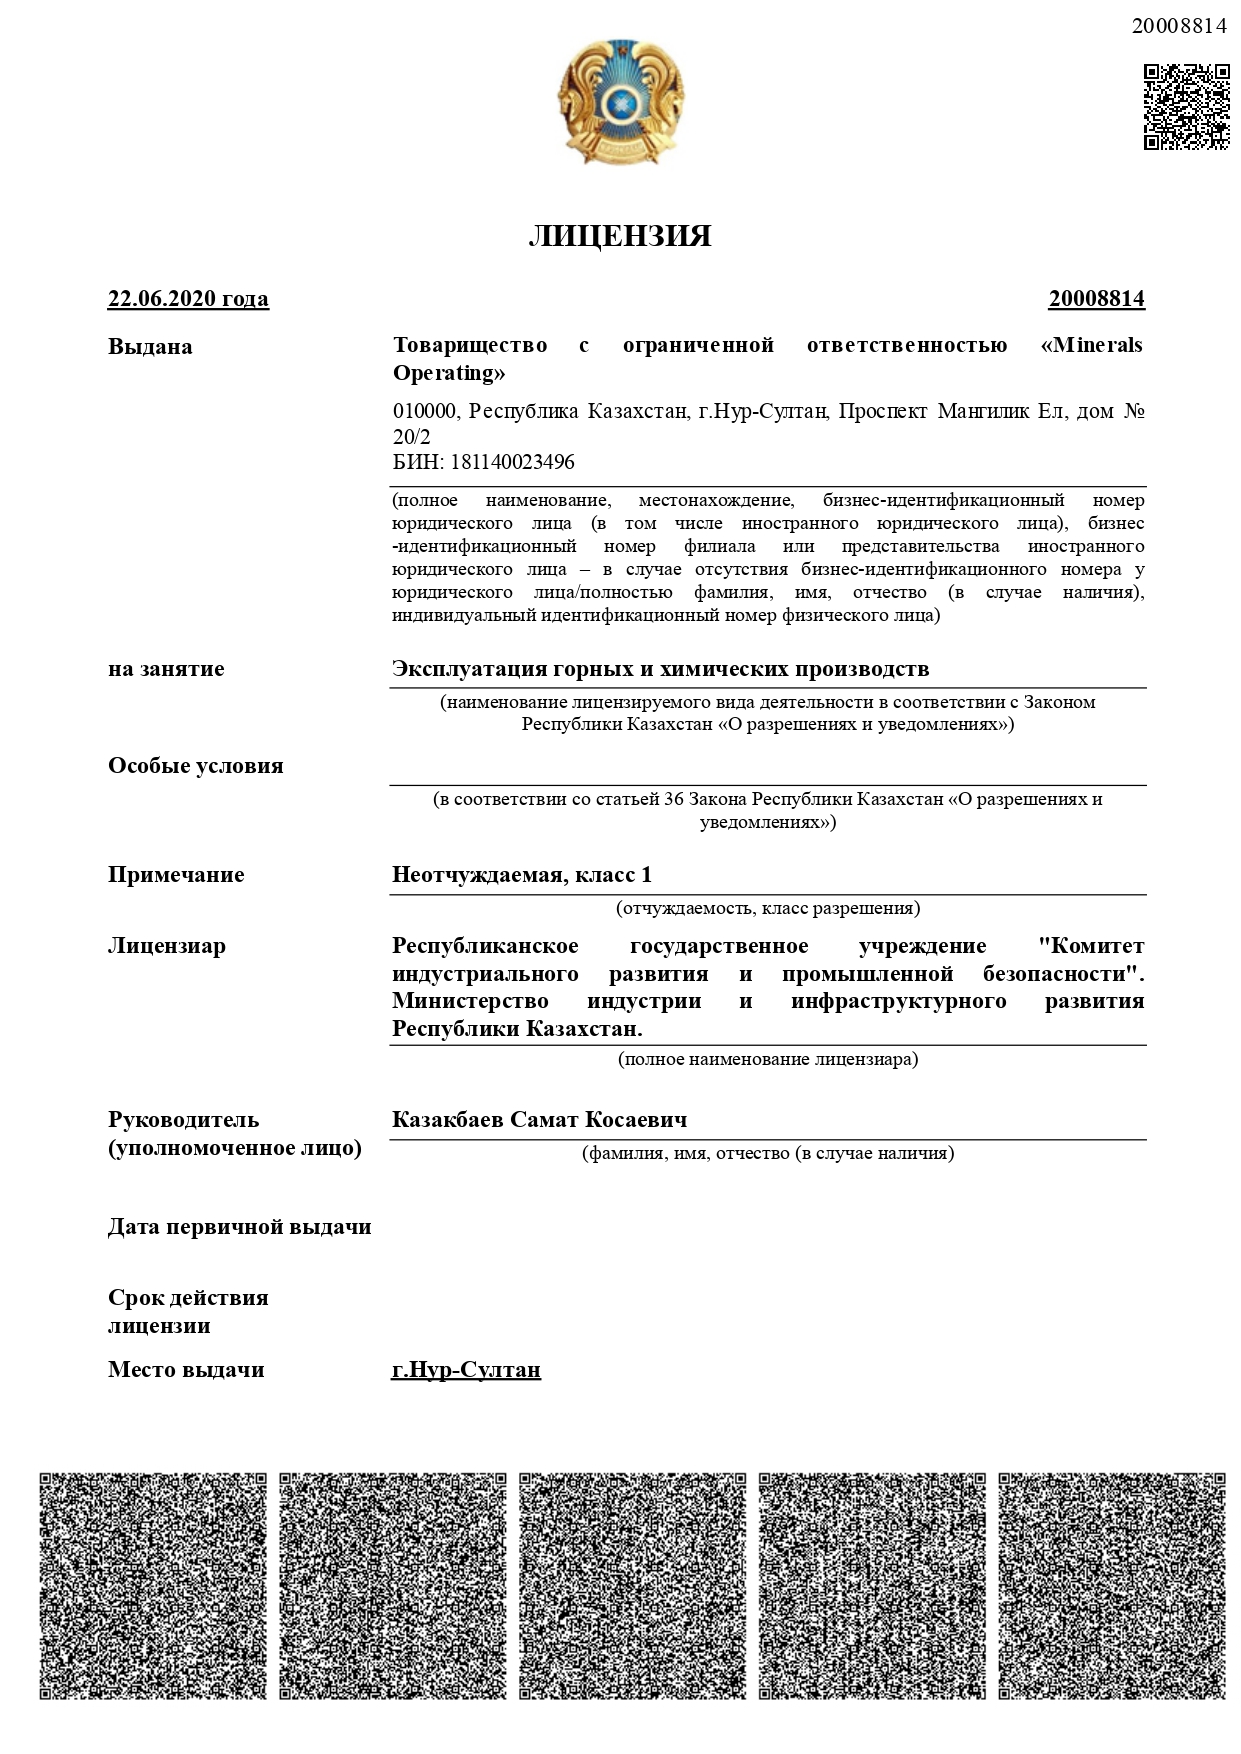 20008814
ЛИЦЕНЗИЯ
22.06.2020 года
20008814
Выдана
Товарищество с ограниченной ответственностью «Minerals
Operating»
010000, Республика Казахстан, г.Нур-Султан, Проспект Мангилик Ел, дом №
20/2
БИН: 181140023496
(полное наименование, местонахождение, бизнес-идентификационный номер
юридического лица (в том числе иностранного юридического лица), бизнес
-идентификационный номер филиала или представительства иностранного
юридического лица – в случае отсутствия бизнес-идентификационного номера у
юридического лица/полностью фамилия, имя, отчество (в случае наличия),
индивидуальный идентификационный номер физического лица)
на занятие
Эксплуатация горных и химических производств
(наименование лицензируемого вида деятельности в соответствии с Законом
Республики Казахстан «О разрешениях и уведомлениях»)
Особые условия
(в соответствии со статьей 36 Закона Республики Казахстан «О разрешениях и
уведомлениях»)
Примечание
Неотчуждаемая, класс 1
(отчуждаемость, класс разрешения)
Лицензиар
Республиканское государственное учреждение "Комитет
индустриального развития и промышленной безопасности".
Министерство индустрии и инфраструктурного развития
Республики Казахстан.
(полное наименование лицензиара)
Руководитель
(уполномоченное лицо)
Казакбаев Самат Косаевич
(фамилия, имя, отчество (в случае наличия)
Дата первичной выдачи
Срок действия
лицензии
Место выдачи
г.Нур-Султан